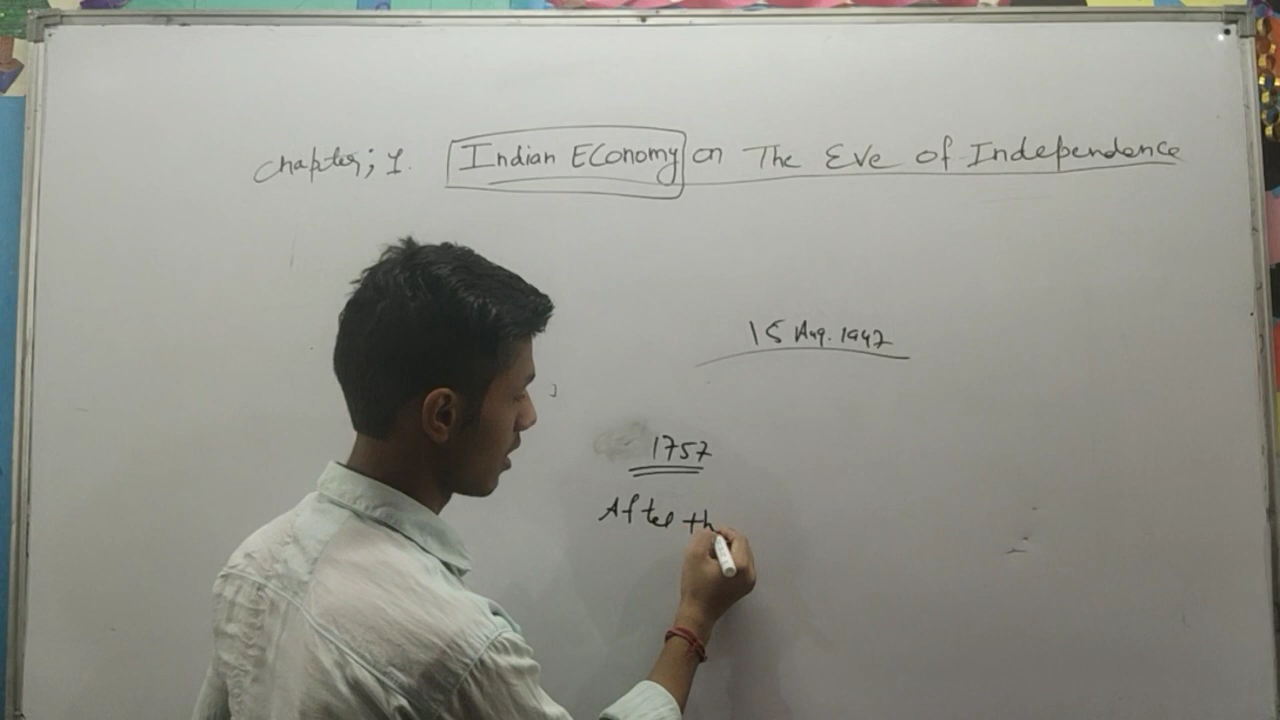 Chapter; 1. Indian Economy on The Eve of Independence
15 Aug. 1947
1757
After th